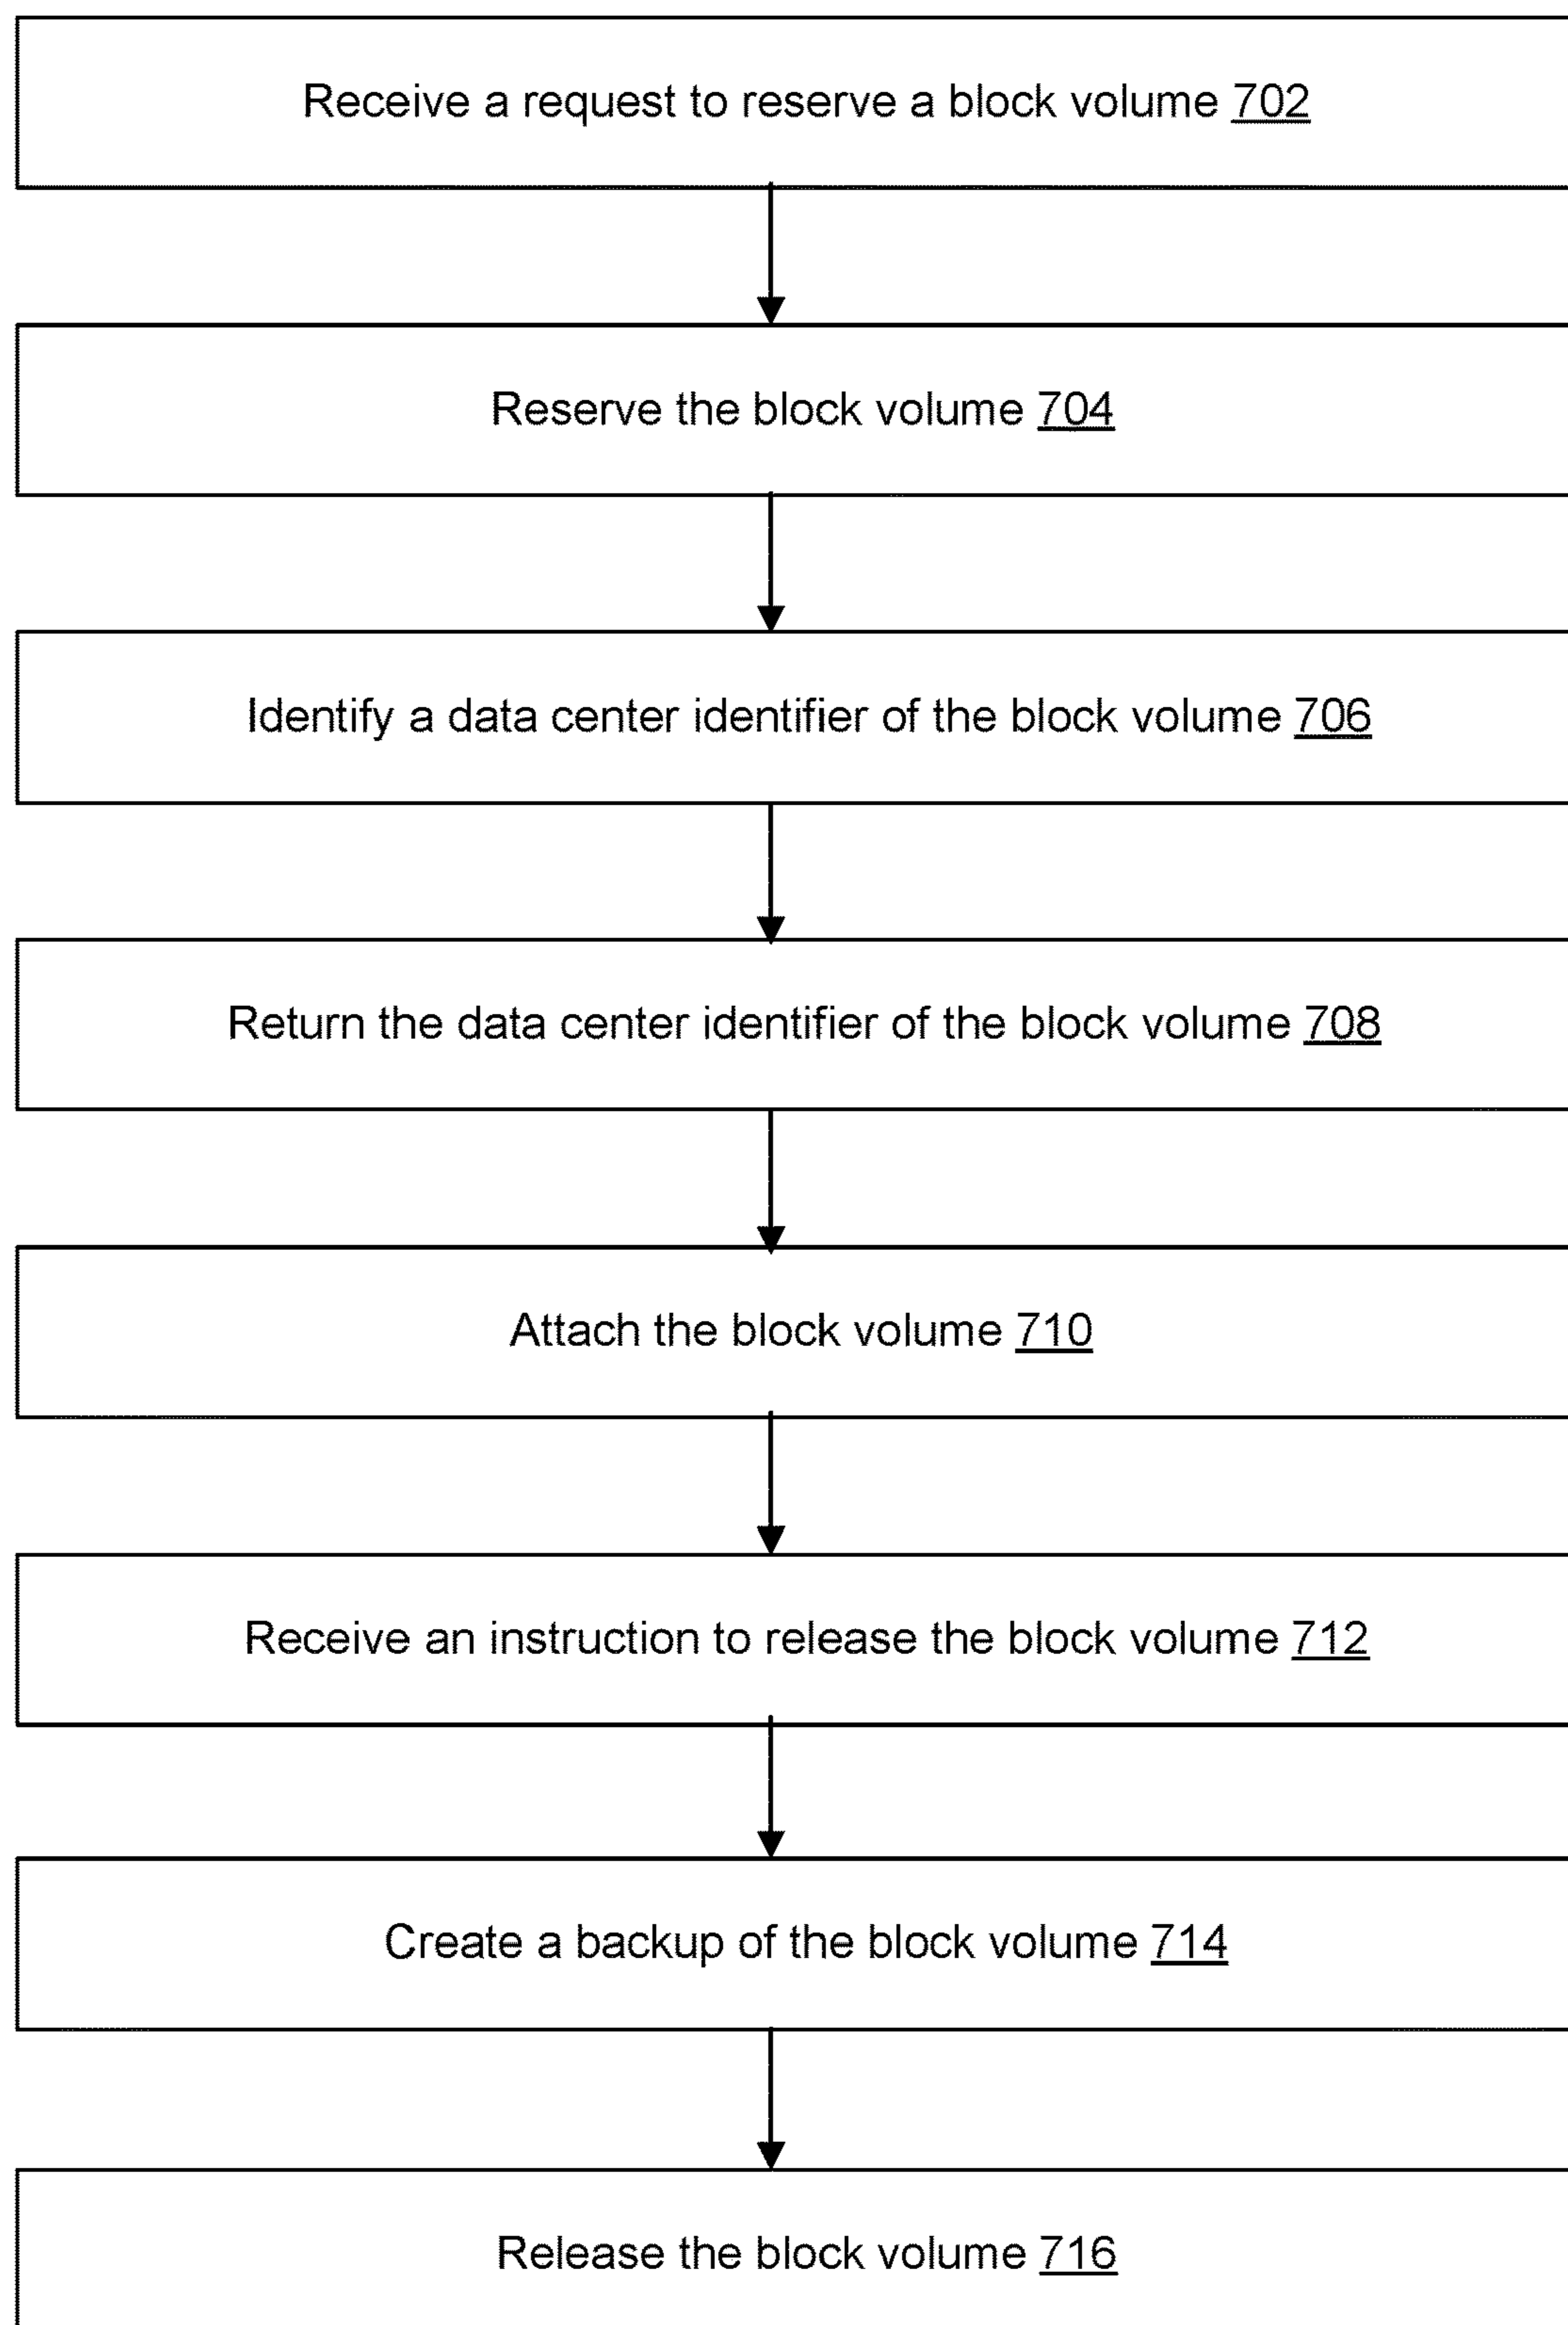 Receive a request to reserve a block volume 702
Reserve the block volume 704
Identify a data center identifier of the block volume 706
Return the data center identifier of the block volume 708
Attach the block volume 710
Receive an instruction to release the block volume 712
Create a backup of the block volume 714
Release the block volume 716